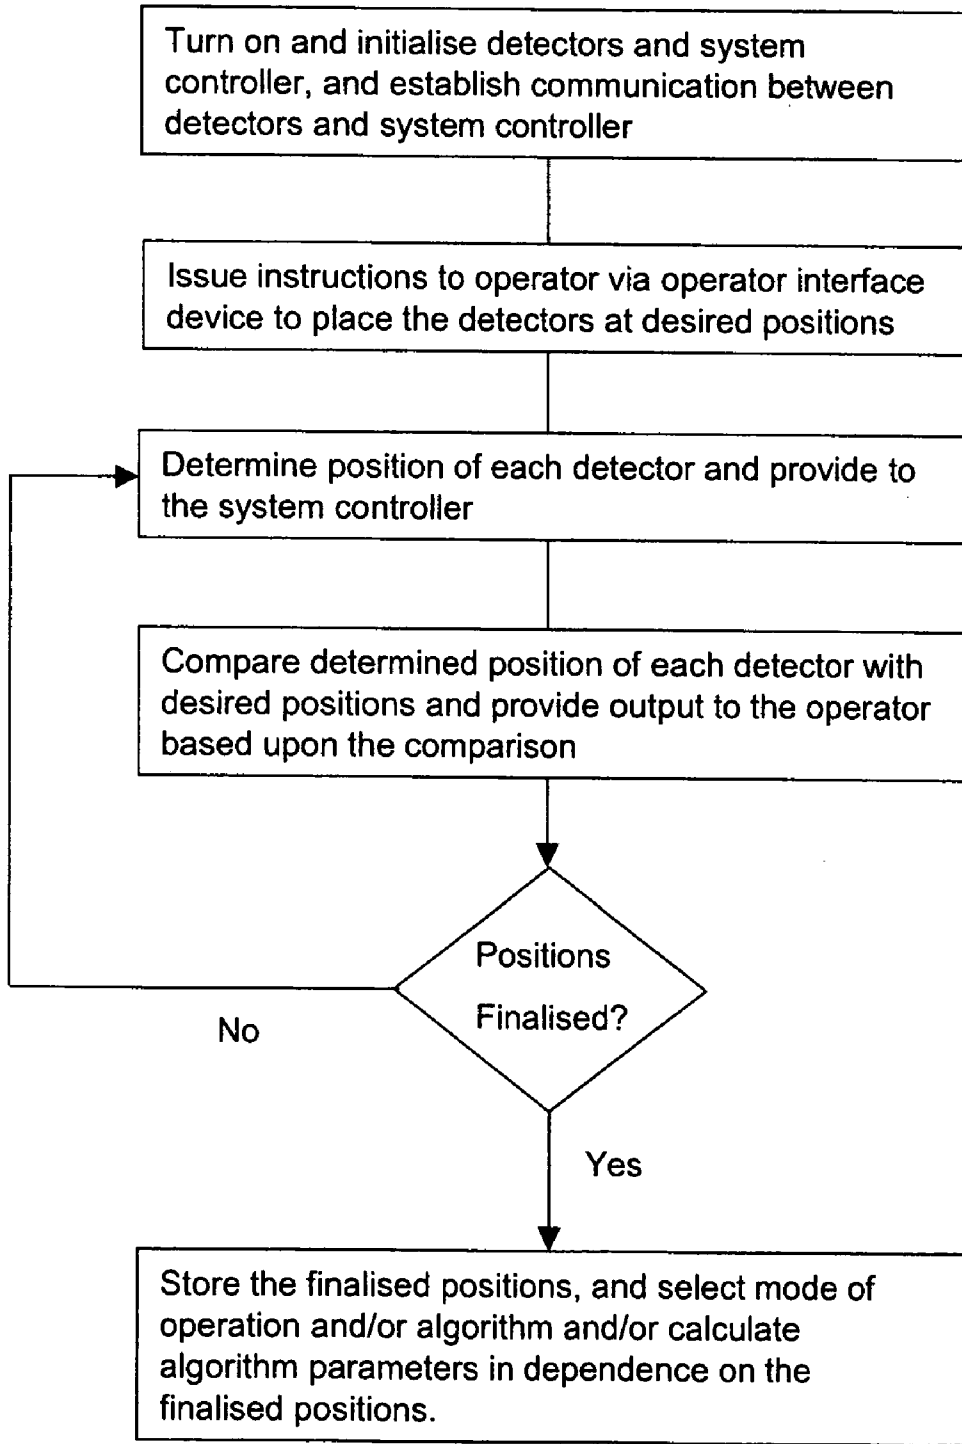 Turn on and initialise detectors and system
controller, and establish communication between
detectors and system controller
Issue instructions to operator via operator interface
device to place the detectors at desired positions
Determine position of each detector and provide to
the system controller
Compare determined position of each detector with
desired positions and provide output to the operator
based upon the comparison
Positions
Finalised?
No
Yes
Store the finalised positions, and select mode of
operation and/or algorithm and/or calculate
algorithm parameters in dependence on the
finalised positions.